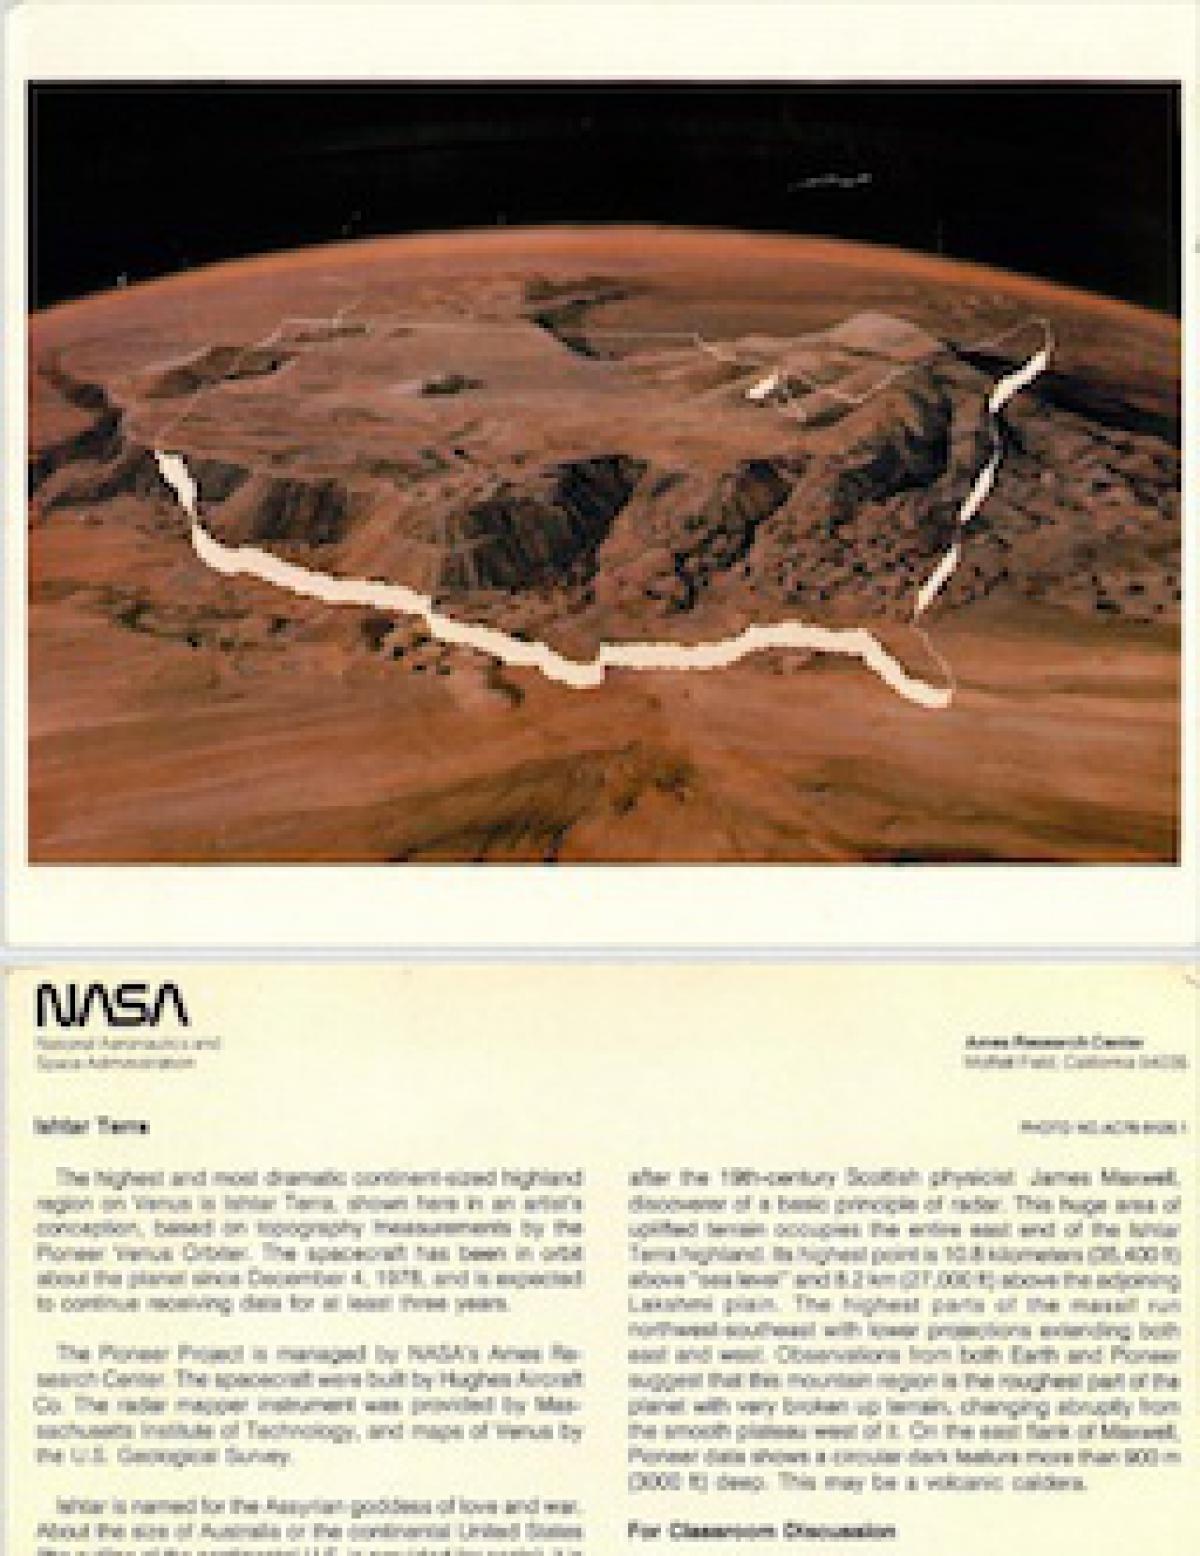 NASA
National Aeronautics and
Space Administration
Ames Research Center
Moffett Field, California
Ishtar Terra
PHOTO NO.
The highest and most dramatic continent-sized highland
region on Venus is Ishtar Terra, shown here in an artist's
conception, based on topography measurements by the
Pioneer Venus Orbiter. The spacecraft has been in orbit
about the planet since December 4, 1978, and is expected
to continue receiving data for at least three years.
The Pioneer Project is managed by NASA's Ames Re-
search Center. The spacecraft were built by Hughes Aircraft
Co. The radar mapper instrument was provided by Mas-
sachusetts Institute of Technology, and maps of Venus by
the U.S. Geological Survey.
Ishtar is named for the Assyrian goddess of love and war.
About the size of Australia or the continental United States
after the 19th-century Scottish physicist James Maxwell,
discoverer of a basic principle of radar. This huge area of
uplifted terrain occupies the entire east end of the Ishtar
Terra highland. Its highest point is 10.8 kilometers (35,400 ft)
above "sea level" and 8.2 km (27,000 ft) above the adjoining
Lakshmi plain. The highest parts of the massif run
northwest-southeast with lower projections extending both
east and west. Observations from both Earth and Pioneer
suggest that this mountain region is the roughest part of the
planet with very broken up terrain, changing abruptly from
the smooth plateau west of it. On the east flank of Maxwell,
Pioneer data shows a circular dark feature more than 900 m
(3000 ft) deep. This may be a volcanic caldera.
For Classroom Discussion